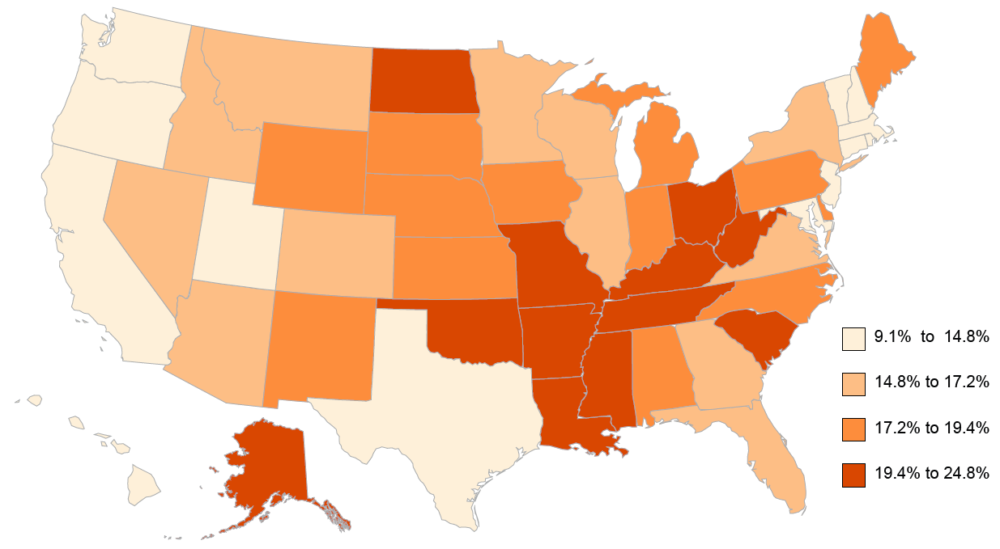 9.1%  to  14.8%
14.8% to 17.2%
17.2% to 19.4%
19.4% to 24.8%